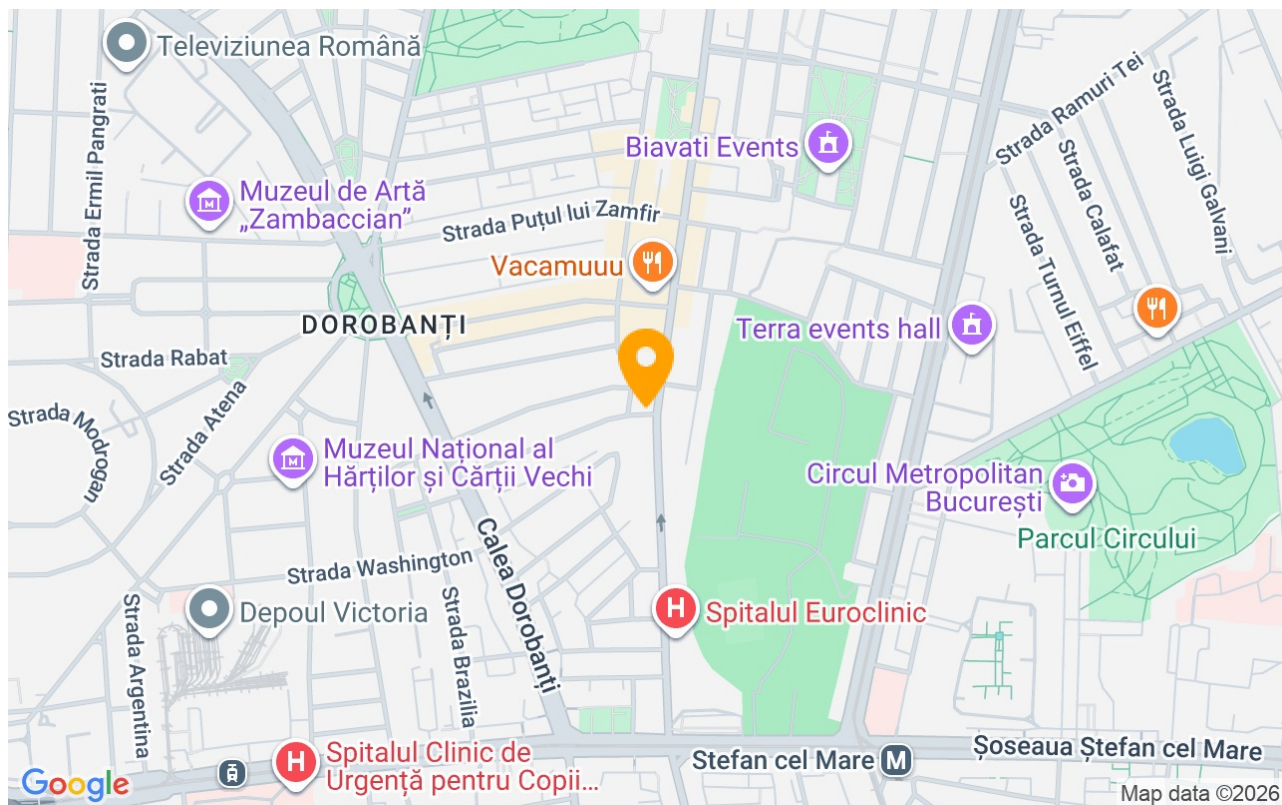 Televiziunea Română
Strada Ermil Pangrati
Muzeul de Artă
„Zambaccian”
Strada Puțul lui Zamfir
Biavati Events
Strada Ramuri Tei
Strada Luigi Galvani
Strada Calafat
Strada Turnul Eiffel
Vacamuuu
DOROBANȚI
Terra events hall
Strada Rabat
Strada Atena
Strada Modrogan
Muzeul Național al
Hărților și Cărții Vechi
Circul Metropolitan
București
Parcul Circului
Strada Washington
Calea Dorobanți
Depoul Victoria
Strada Brazilia
Strada Argentina
Spitalul Euroclinic
H
Spitalul Clinic de
Urgență pentru Copii...
H
Ștefan cel Mare
M
Șoseaua Ștefan cel Mare
Google
Map data ©2026